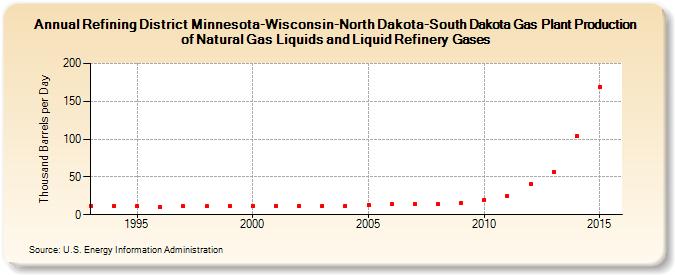 Annual Refining District Minnesota-Wisconsin-North Dakota-South Dakota Gas Plant Production
of Natural Gas Liquids and Liquid Refinery Gases
Thousand Barrels per Day
200
150
100
50
0
1995 2000 2005 2010 2015
Source: U.S. Energy Information Administration